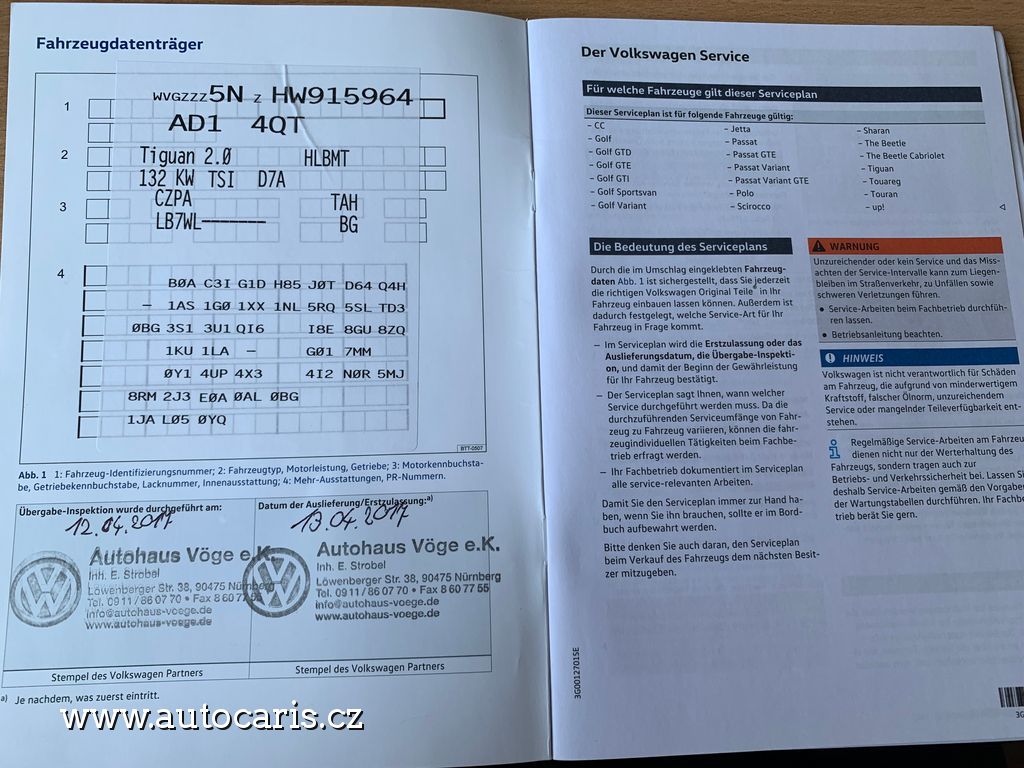 Fahrzeugdatenträger
1
WVGZZZ5N Z HW915964
AD1 4QT
2
Tiguan 2.0 HLBMT
132 KW TSI D7A
3
CZPA TAH
LB7WL------- BG
4
B0A C3I G1D H85 J0T D64 Q4H
– 1AS 1G0 1XX 1NL 5RQ 5SL TD3
0BG 3S1 3U1 QI6 I8E 8GU 8ZQ
1KU 1LA – G01 7MM
0Y1 4UP 4X3 4I2 N0R 5MJ
8RM 2J3 E0A 0AL 0BG
1JA L05 0YQ
BTT-0507
Abb. 1 1: Fahrzeug-Identifizierungsnummer; 2: Fahrzeugtyp, Motorleistung, Getriebe; 3: Motorkennbuchsta-
be, Getriebekennbuchstabe, Lacknummer, Innenausstattung; 4: Mehr-Ausstattungen, PR-Nummern.
Übergabe-Inspektion wurde durchgeführt am:
12.04.2017
Autohaus Vöge e.K.
Inh. E. Strobel
Löwenberger Str. 38, 90475 Nürnberg
Tel. 0911/86 07 70 • Fax 8 60 77 55
info@autohaus-voege.de
www.autohaus-voege.de
Stempel des Volkswagen Partners
Datum der Auslieferung/Erstzulassung:a)
13.04.2017
Autohaus Vöge e.K.
Inh. E. Strobel
Löwenberger Str. 38, 90475 Nürnberg
Tel. 0911/86 07 70 • Fax 8 60 77 55
info@autohaus-voege.de
www.autohaus-voege.de
Stempel des Volkswagen Partners
a) Je nachdem, was zuerst eintritt.
www.autocaris.cz
Der Volkswagen Service
Für welche Fahrzeuge gilt dieser Serviceplan
Dieser Serviceplan ist für folgende Fahrzeuge gültig:
– CC
– Golf
– Golf GTD
– Golf GTE
– Golf GTI
– Golf Sportsvan
– Golf Variant
– Jetta
– Passat
– Passat GTE
– Passat Variant
– Passat Variant GTE
– Polo
– Scirocco
– Sharan
– The Beetle
– The Beetle Cabriolet
– Tiguan
– Touareg
– Touran
– up!
Die Bedeutung des Serviceplans
Durch die im Umschlag eingeklebten Fahrzeug-
daten Abb. 1 ist sichergestellt, dass Sie jederzeit
die richtigen Volkswagen Original Teile® in Ihr
Fahrzeug einbauen lassen können. Außerdem ist
dadurch festgelegt, welche Service-Art für Ihr
Fahrzeug in Frage kommt.
– Im Serviceplan wird die Erstzulassung oder das
Auslieferungsdatum, die Übergabe-Inspekti-
on, und damit der Beginn der Gewährleistung
für Ihr Fahrzeug bestätigt.
– Der Serviceplan sagt Ihnen, wann welcher
Service durchgeführt werden muss. Da die
durchzuführenden Serviceumfänge von Fahr-
zeug zu Fahrzeug variieren, können die fahr-
zeugindividuellen Tätigkeiten beim Fachbe-
trieb erfragt werden.
– Ihr Fachbetrieb dokumentiert im Serviceplan
alle service-relevanten Arbeiten.
Damit Sie den Serviceplan immer zur Hand ha-
ben, wenn Sie ihn brauchen, sollte er im Bord-
buch aufbewahrt werden.
Bitte denken Sie auch daran, den Serviceplan
beim Verkauf des Fahrzeugs dem nächsten Besit-
zer mitzugeben.
WARNUNG
Unzureichender oder kein Service und das Miss-
achten der Service-Intervalle kann zum Liegen-
bleiben im Straßenverkehr, zu Unfällen sowie
schweren Verletzungen führen.
• Service-Arbeiten beim Fachbetrieb durchfüh-
ren lassen.
• Betriebsanleitung beachten.
HINWEIS
Volkswagen ist nicht verantwortlich für Schäden
am Fahrzeug, die aufgrund von minderwertigem
Kraftstoff, falscher Ölnorm, unzureichendem
Service oder mangelnder Teileverfügbarkeit ent-
stehen.
Regelmäßige Service-Arbeiten am Fahrzeu
dienen nicht nur der Werterhaltung des
Fahrzeugs, sondern tragen auch zur
Betriebs- und Verkehrssicherheit bei. Lassen Si
deshalb Service-Arbeiten gemäß den Vorgaben
der Wartungstabellen durchführen. Ihr Fachbe
trieb berät Sie gern.
3G0012701SE
3G